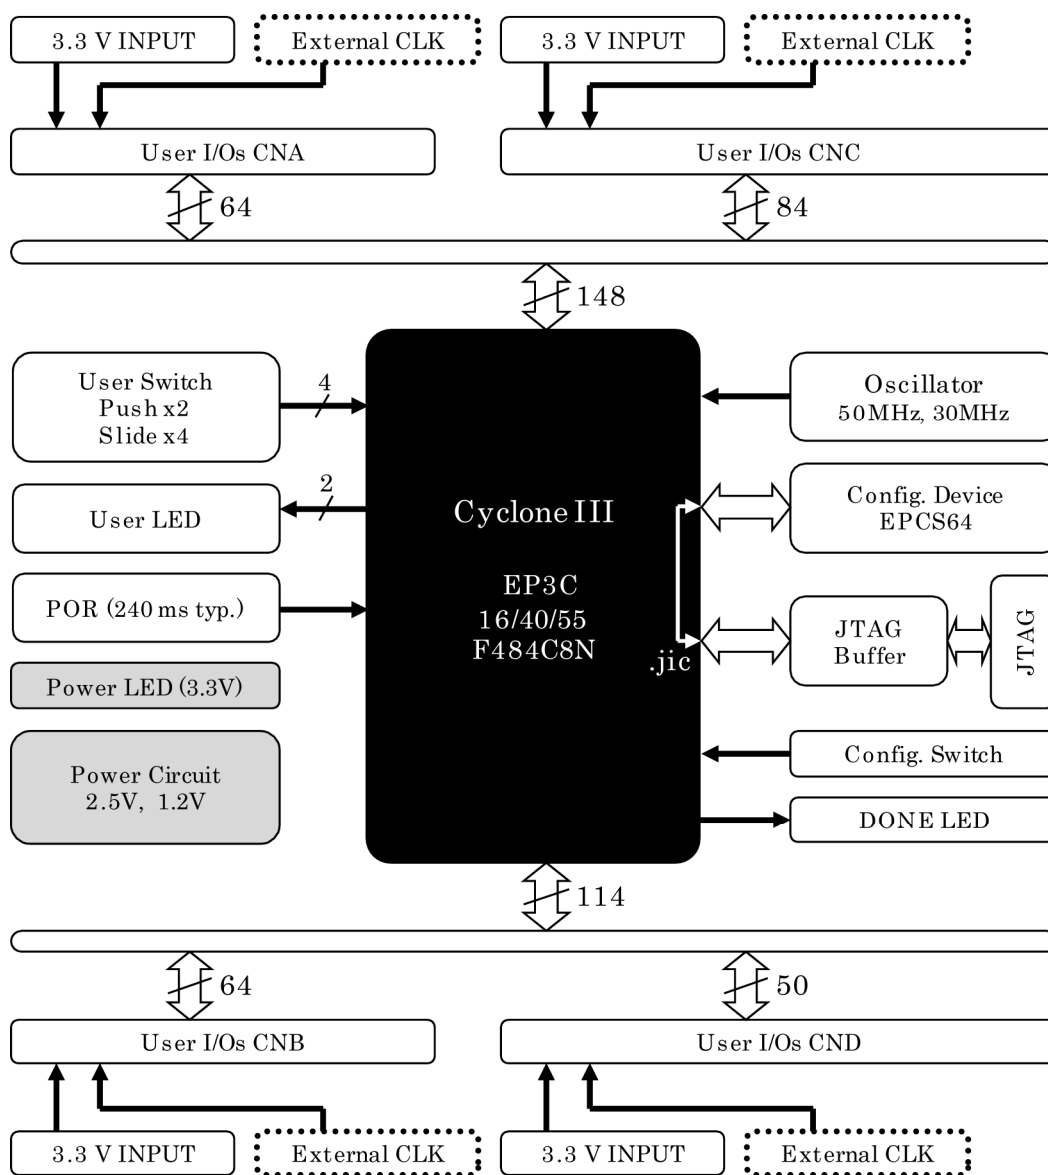 3.3 V INPUT
External CLK
3.3 V INPUT
External CLK
User I/Os CNA
User I/Os CNC
64
84
148
User Switch
Push x2
Slide x4
4
Oscillator
50MHz, 30MHz
User LED
2
Cyclone III
Config. Device
EPCS64
POR (240 ms typ.)
EP3C
16/40/55
F484C8N
.jic
JTAG
Buffer
JTAG
Power LED (3.3V)
Power Circuit
2.5V, 1.2V
Config. Switch
DONE LED
114
64
50
User I/Os CNB
User I/Os CND
3.3 V INPUT
External CLK
3.3 V INPUT
External CLK